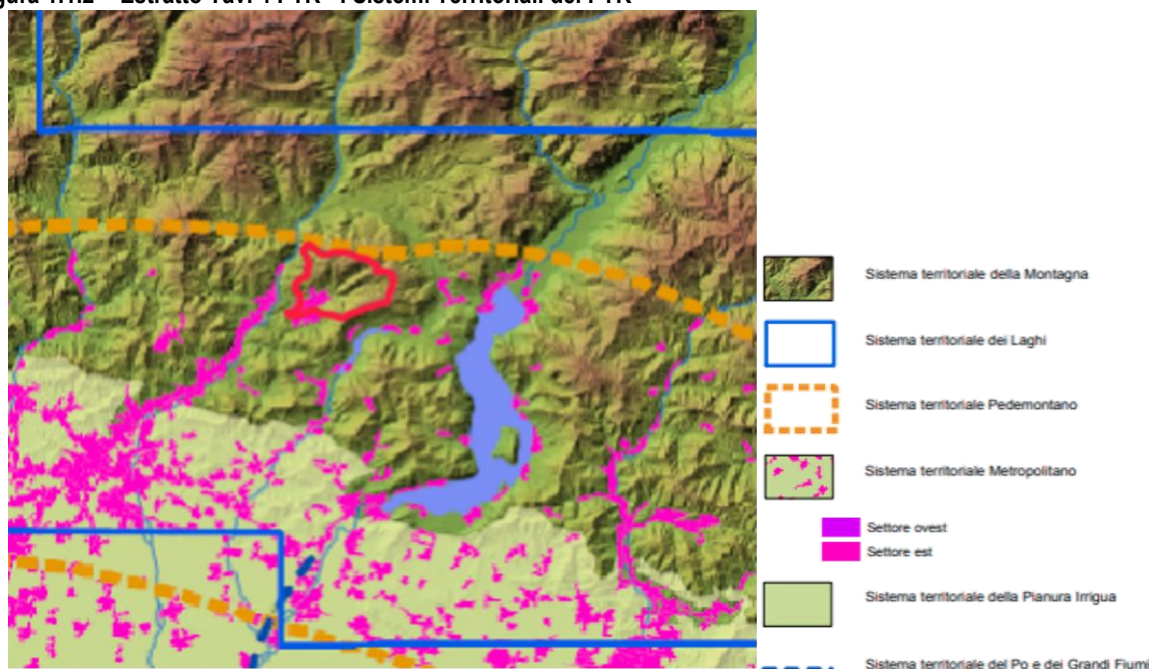 Sistema territoriale della Montagna
Sistema territoriale dei Laghi
Sistema territoriale Pedemontano
Sistema territoriale Metropolitano
Settore ovest
Settore est
Sistema territoriale della Pianura Irrigua
Sistema territoriale del Po e dei Grandi Fiumi